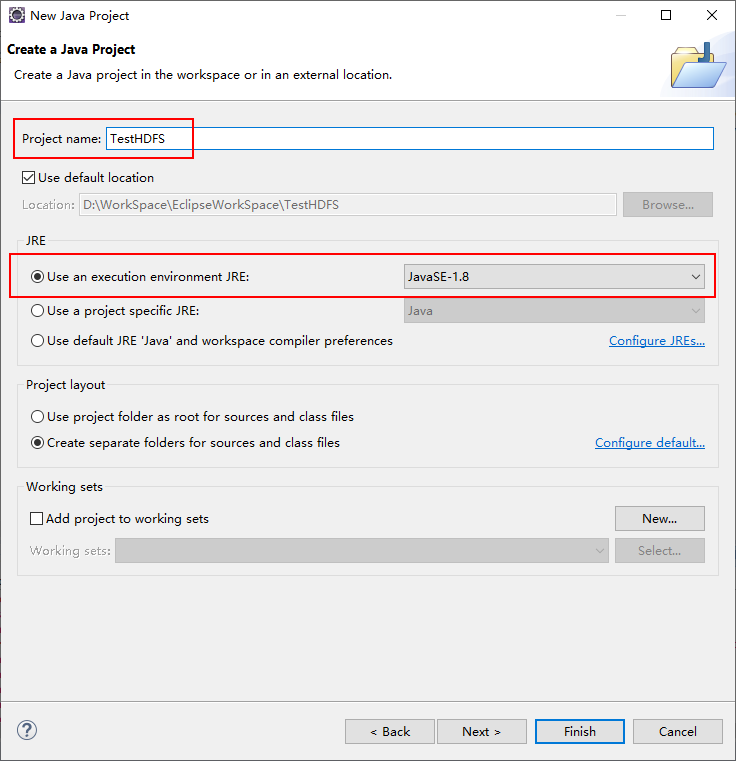 New Java Project
Create a Java Project
Create a Java project in the workspace or in an external location.
Project name: TestHDFS
Use default location
Location: D:\WorkSpace\EclipseWorkSpace\TestHDFS Browse...
JRE
Use an execution environment JRE: JavaSE-1.8
Use a project specific JRE: Java
Use default JRE 'Java' and workspace compiler preferences Configure JREs...
Project layout
Use project folder as root for sources and class files
Create separate folders for sources and class files Configure default...
Working sets
Add project to working sets New...
Working sets: Select...
? < Back Next > Finish Cancel